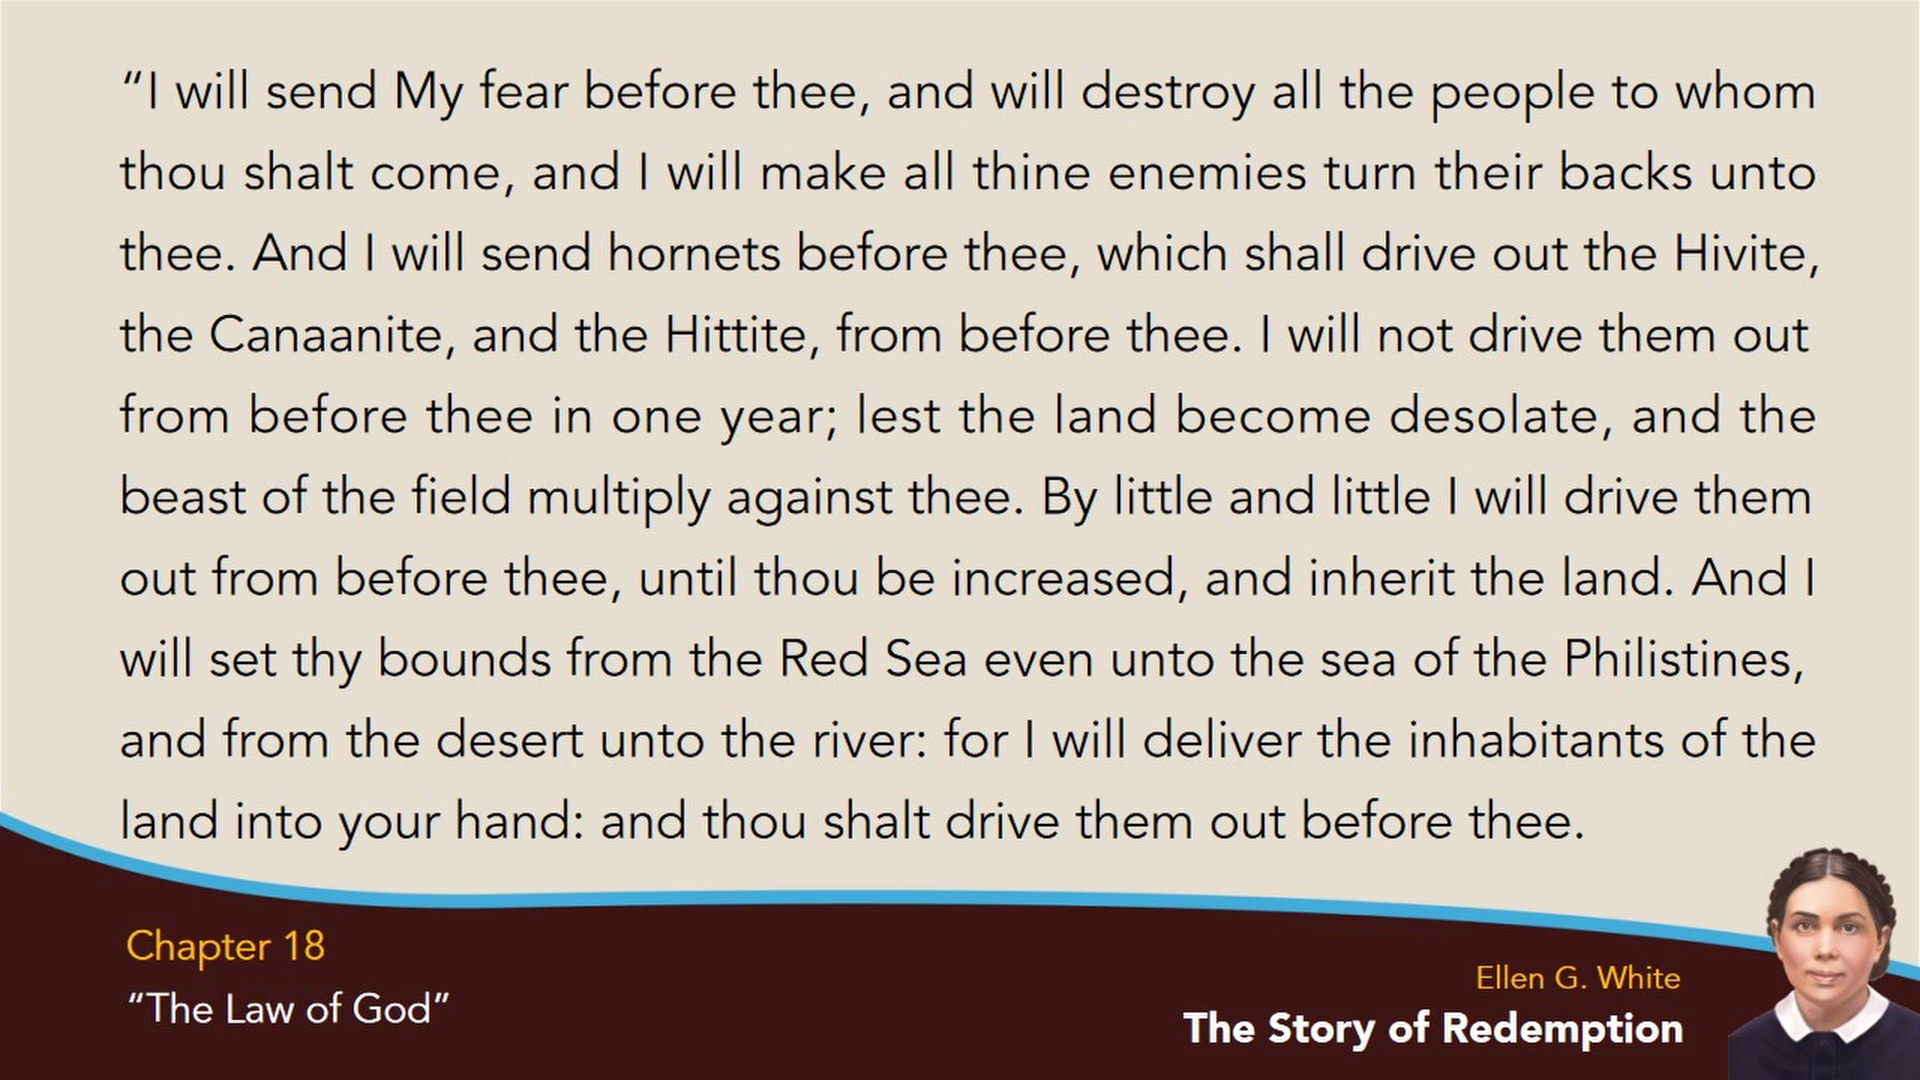 “I will send My fear before thee, and will destroy all the people to whom
thou shalt come, and I will make all thine enemies turn their backs unto
thee. And I will send hornets before thee, which shall drive out the Hivite,
the Canaanite, and the Hittite, from before thee. I will not drive them out
from before thee in one year; lest the land become desolate, and the
beast of the field multiply against thee. By little and little I will drive them
out from before thee, until thou be increased, and inherit the land. And I
will set thy bounds from the Red Sea even unto the sea of the Philistines,
and from the desert unto the river: for I will deliver the inhabitants of the
land into your hand: and thou shalt drive them out before thee.
Chapter 18
“The Law of God”
Ellen G. White
The Story of Redemption